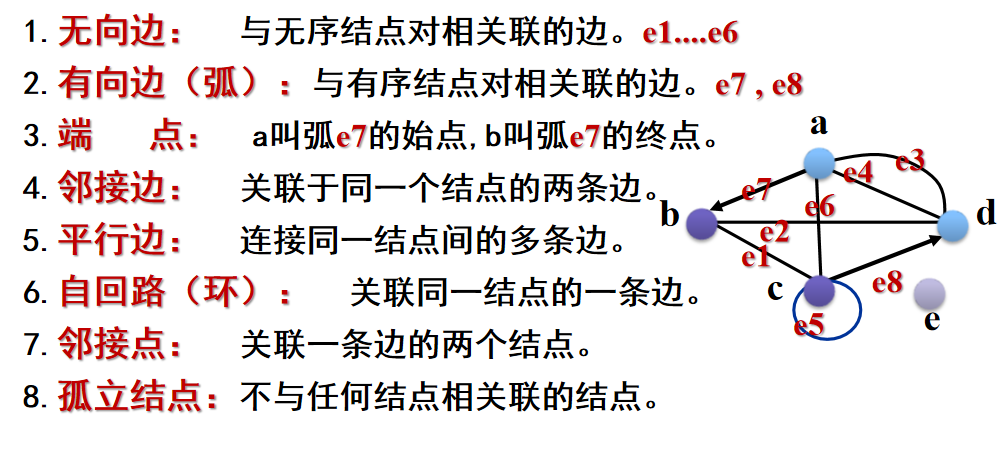 1. 无向边： 与无序结点对相关联的边。e1....e6
2. 有向边（弧）：与有序结点对相关联的边。e7 , e8
3. 端 点： a叫弧e7的始点,b叫弧e7的终点。
4. 邻接边： 关联于同一个结点的两条边。
5. 平行边： 连接同一结点间的多条边。
6. 自回路（环）： 关联同一结点的一条边。
7. 邻接点： 关联一条边的两个结点。
8. 孤立结点：不与任何结点相关联的结点。
a
e3
e4
e7
e6
b
d
e2
e1
c
e8
e5
e